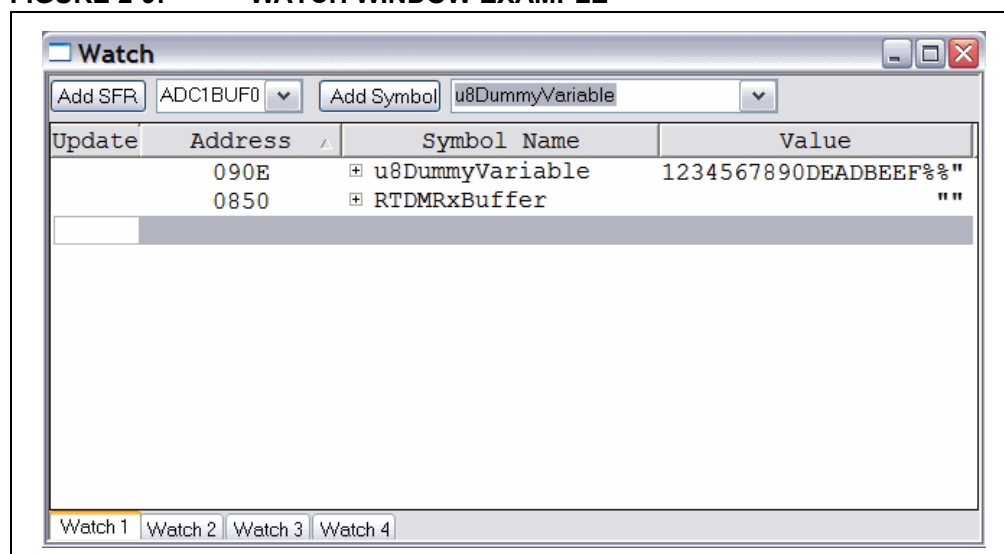 Watch
Add SFR ADC1BUF0 Add Symbol u8DummyVariable
Update Address Symbol Name Value
090E u8DummyVariable 1234567890DEADBEEF%%"
0850 RTDMRxBuffer ""
Watch 1 Watch 2 Watch 3 Watch 4